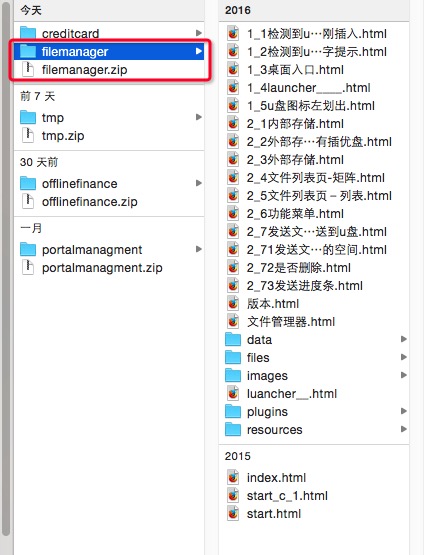 今天
creditcard
filemanager
filemanager.zip
前 7 天
tmp
tmp.zip
30 天前
offlinefinance
offlinefinance.zip
一月
portalmanagment
portalmanagment.zip
2016
1_1检测到u…刚插入.html
1_2检测到u…字提示.html
1_3桌面入口.html
1_4launcher____.html
1_5u盘图标左划出.html
2_1内部存储.html
2_2外部存…有插优盘.html
2_3外部存储.html
2_4文件列表页-矩阵.html
2_5文件列表页－列表.html
2_6功能菜单.html
2_7发送文…送到u盘.html
2_71发送文…的空间.html
2_72是否删除.html
2_73发送进度条.html
版本.html
文件管理器.html
data
files
images
luancher__.html
plugins
resources
2015
index.html
start_c_1.html
start.html